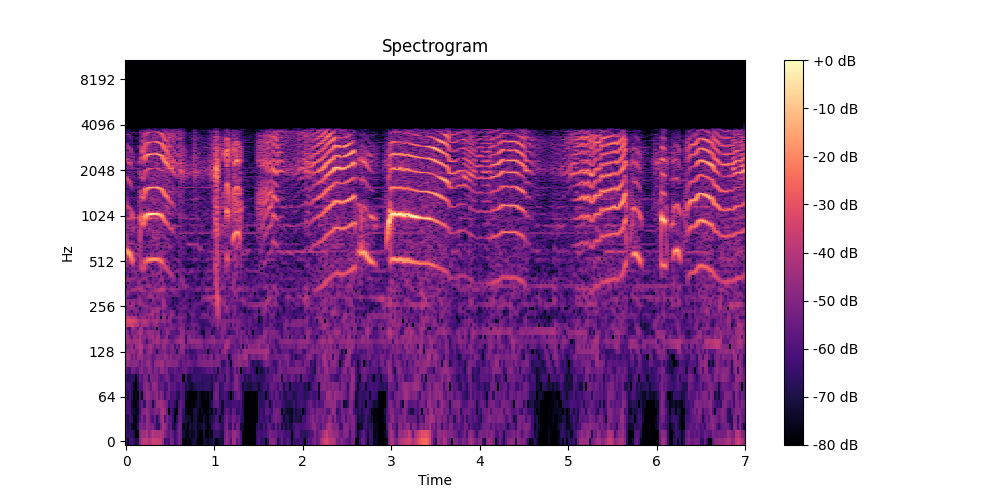 Spectrogram
8192
4096
2048
1024
512
256
128
64
0
Hz
0 1 2 3 4 5 6 7
Time
+0 dB
-10 dB
-20 dB
-30 dB
-40 dB
-50 dB
-60 dB
-70 dB
-80 dB